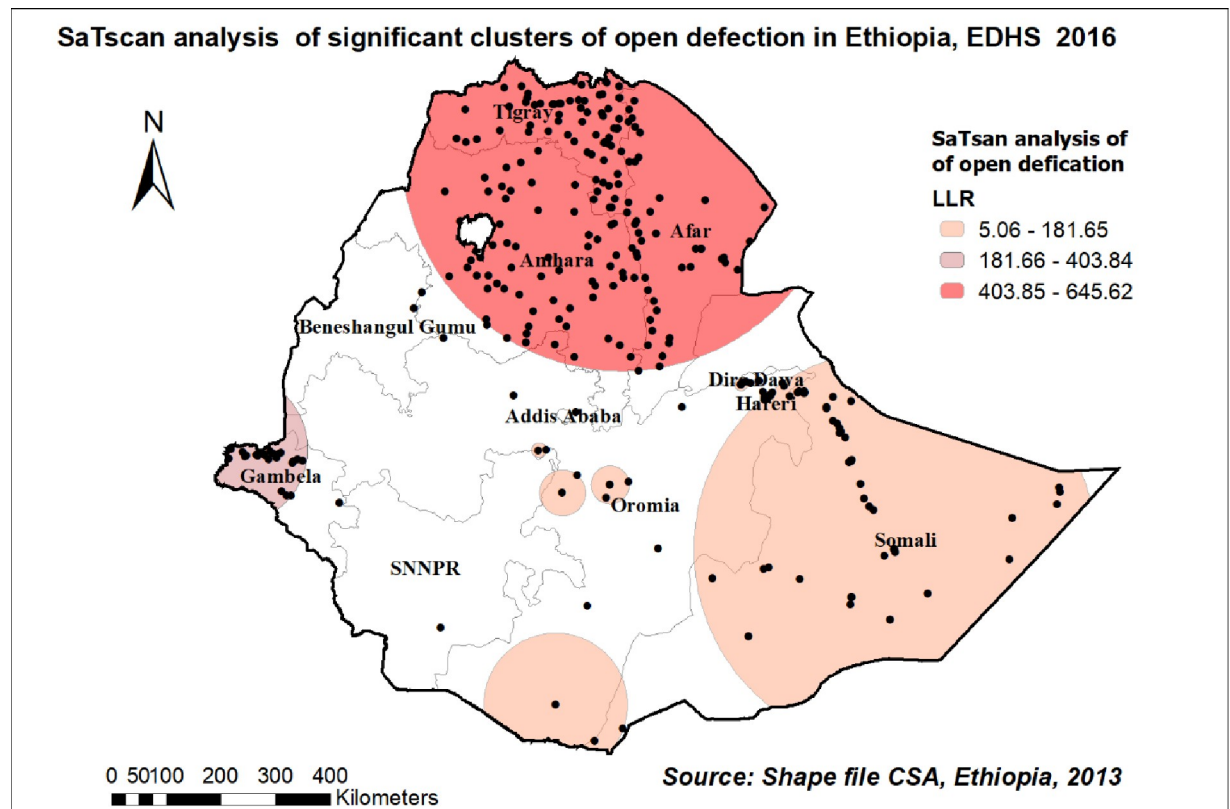 SaTscan analysis of significant clusters of open defection in Ethiopia, EDHS 2016
N
SaTsan analysis of
of open defication
LLR
5.06 - 181.65
181.66 - 403.84
403.85 - 645.62
Tigray
Afar
Amhara
Beneshangul Gumu
Dire Dawa
Hareri
Addis Ababa
Gambela
Oromia
Somali
SNNPR
0 50100 200 300 400
Kilometers
Source: Shape file CSA, Ethiopia, 2013